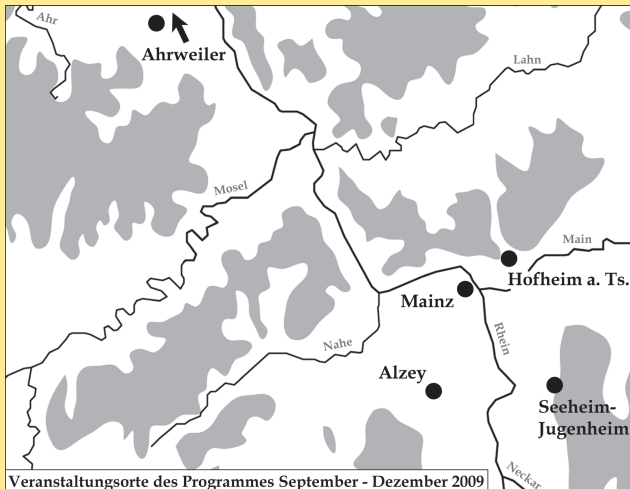 Ahr
Ahrweiler
Lahn
Mosel
Main
Hofheim a. Ts.
Mainz
Rhein
Nahe
Alzey
Seeheim-
Jugenheim
Neckar
Veranstaltungsorte des Programmes September - Dezember 2009